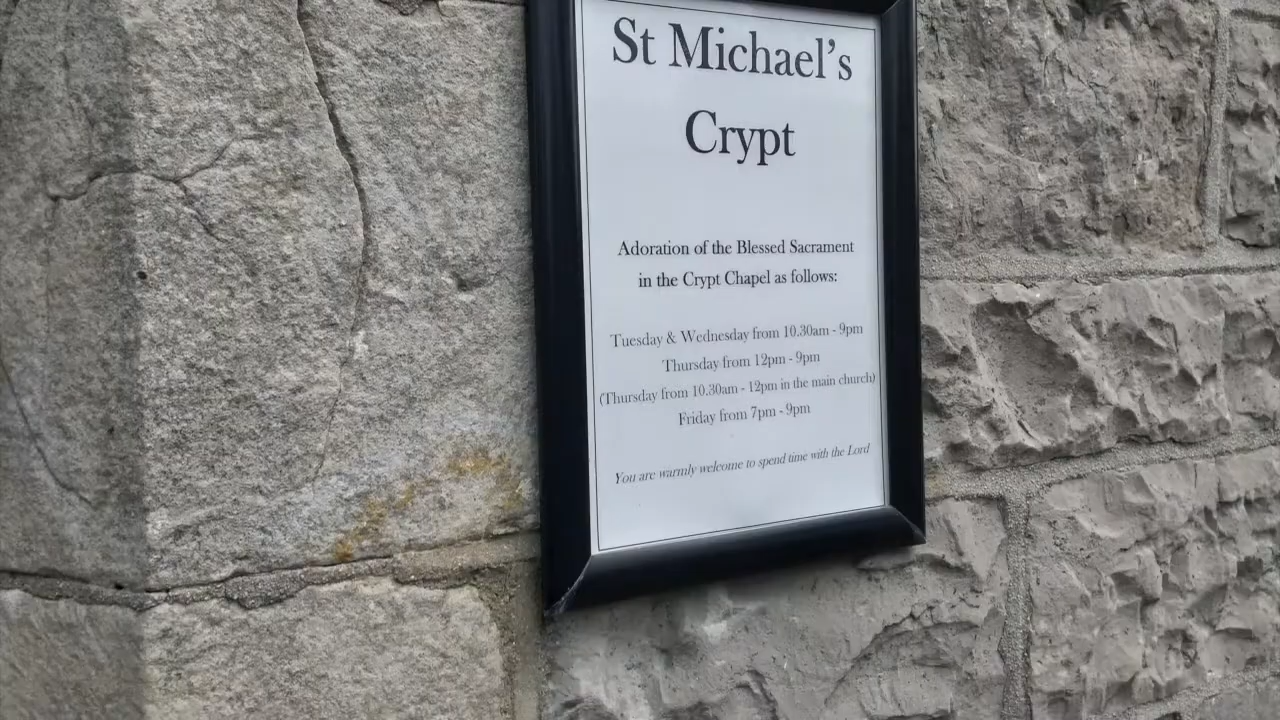 St Michael's
Crypt
Adoration of the Blessed Sacrament
in the Crypt Chapel as follows:
Tuesday & Wednesday from 10.30am - 9pm
Thursday from 12pm - 9pm
(Thursday from 10.30am - 12pm in the main church)
Friday from 7pm - 9pm
You are warmly welcome to spend time with the Lord